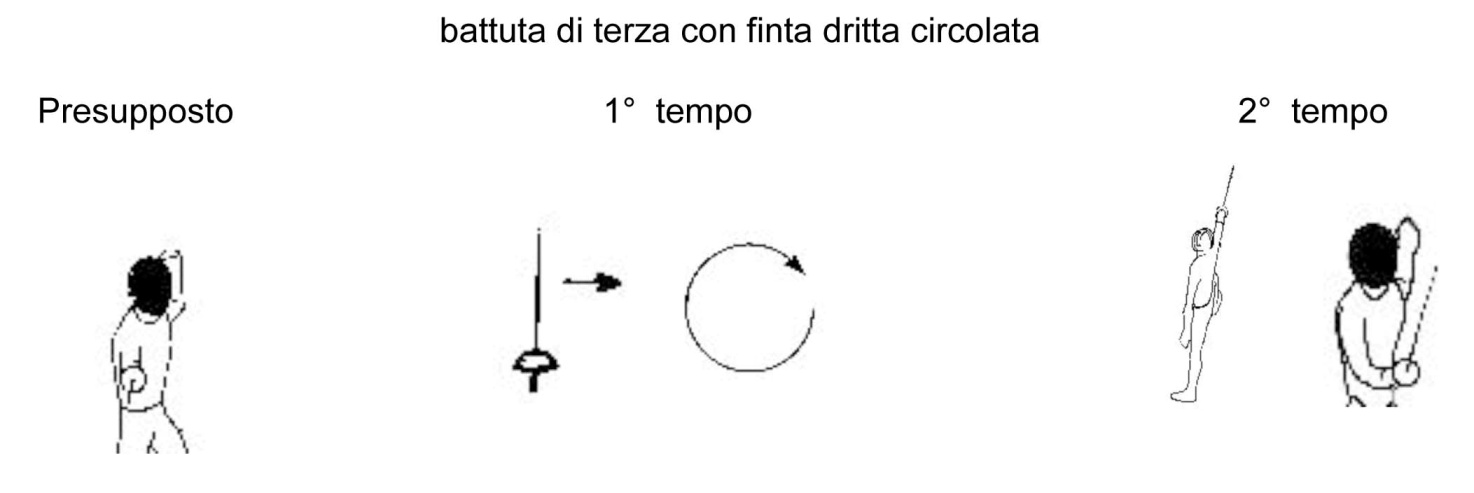 battuta di terza con finta dritta circolata
Presupposto 1° tempo 2° tempo